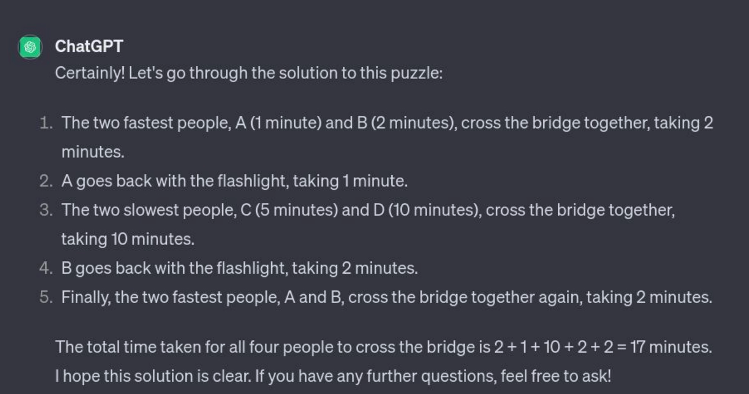 ChatGPT
Certainly! Let's go through the solution to this puzzle:
1. The two fastest people, A (1 minute) and B (2 minutes), cross the bridge together, taking 2
minutes.
2. A goes back with the flashlight, taking 1 minute.
3. The two slowest people, C (5 minutes) and D (10 minutes), cross the bridge together,
taking 10 minutes.
4. B goes back with the flashlight, taking 2 minutes.
5. Finally, the two fastest people, A and B, cross the bridge together again, taking 2 minutes.
The total time taken for all four people to cross the bridge is 2 + 1 + 10 + 2 + 2 = 17 minutes.
I hope this solution is clear. If you have any further questions, feel free to ask!